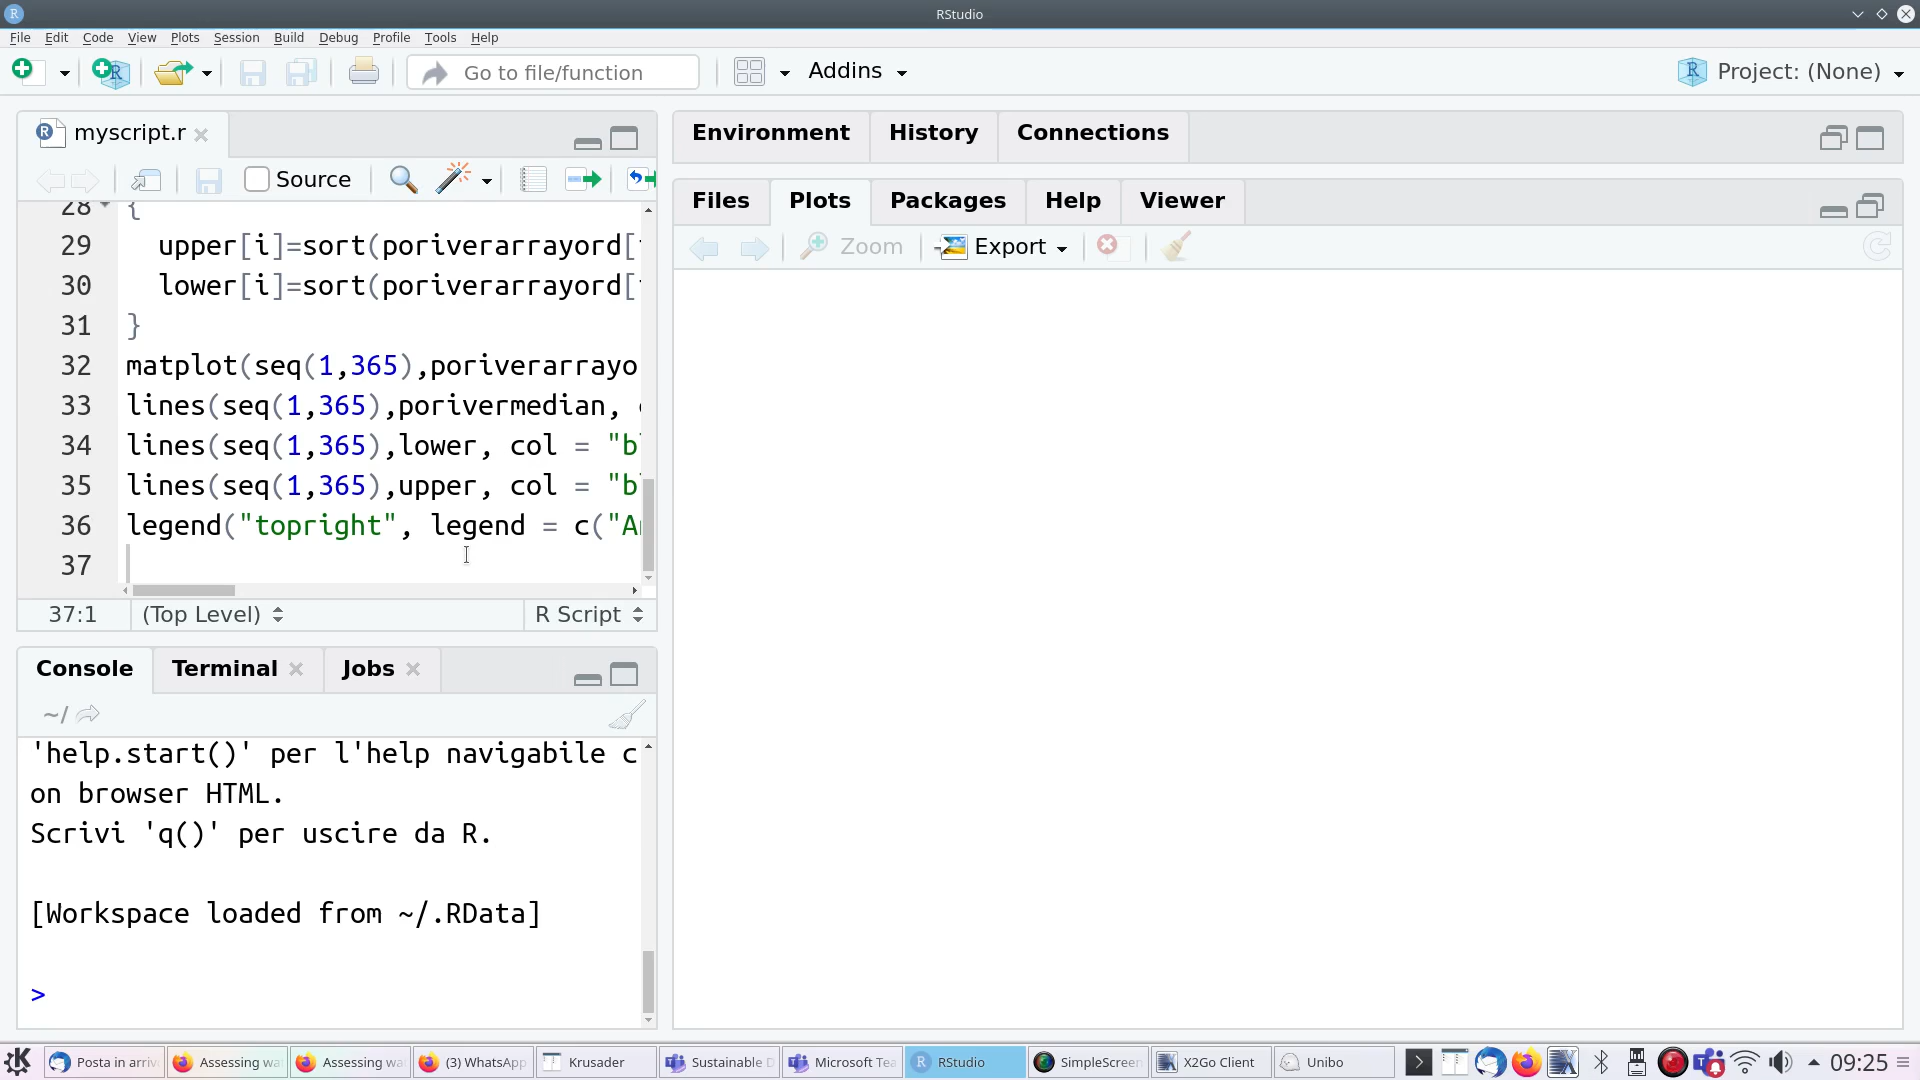 RStudio
File Edit Code View Plots Session Build Debug Profile Tools Help
Go to file/function Addins Project: (None)
myscript.r
Source
28 {
29 upper[i]=sort(poriverarrayord[
30 lower[i]=sort(poriverarrayord[
31 }
32 matplot(seq(1,365),poriverarrayo
33 lines(seq(1,365),porivermedian,
34 lines(seq(1,365),lower, col = "b
35 lines(seq(1,365),upper, col = "b
36 legend("topright", legend = c("A
37
37:1 (Top Level) R Script
Console Terminal Jobs
~/
'help.start()' per l'help navigabile c
on browser HTML.
Scrivi 'q()' per uscire da R.
[Workspace loaded from ~/.RData]
>
Environment History Connections
Files Plots Packages Help Viewer
Zoom Export
Posta in arriv Assessing wa Assessing wa (3) WhatsApp Krusader Sustainable D Microsoft Tea RStudio SimpleScreen X2Go Client Unibo 09:25